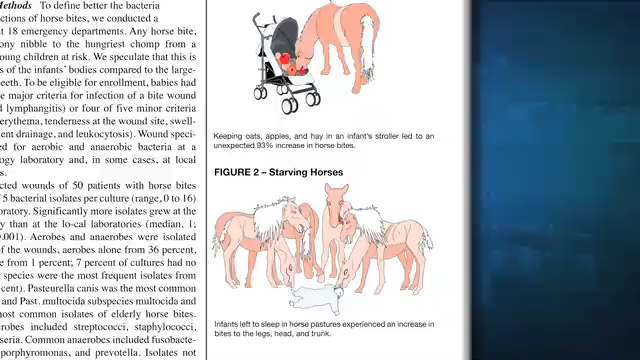 Methods To define better the bacteria
ctions of horse bites, we conducted a
at 18 emergency departments. Any horse bite,
ony nibble to the hungriest chomp from a
oung children at risk. We speculate that this is
s of the infants' bodies compared to the large-
eeth. To be eligible for enrollment, babies had
e major criteria for infection of a bite wound
d lymphangitis) or four of five minor criteria
erythema, tenderness at the wound site, swell-
ent drainage, and leukocytosis). Wound speci-
ed for aerobic and anaerobic bacteria at a
ogy laboratory and, in some cases, at local
s.
cted wounds of 50 patients with horse bites
f 5 bacterial isolates per culture (range, 0 to 16)
oratory. Significantly more isolates grew at the
y than at the lo-cal laboratories (median, 1;
0.001). Aerobes and anaerobes were isolated
of the wounds, aerobes alone from 36 percent,
e from 1 percent; 7 percent of cultures had no
species were the most frequent isolates from
cent). Pasteurella canis was the most common
and Past. multocida subspecies multocida and
most common isolates of elderly horse bites.
robes included streptococci, staphylococci,
sseria. Common anaerobes included fusobacte-
porphyromonas, and prevotella. Isolates not
Keeping oats, apples, and hay in an infant's stroller led to an
unexpected 93% increase in horse bites.
FIGURE 2 – Starving Horses
Infants left to sleep in horse pastures experienced an increase in
bites to the legs, head, and trunk.